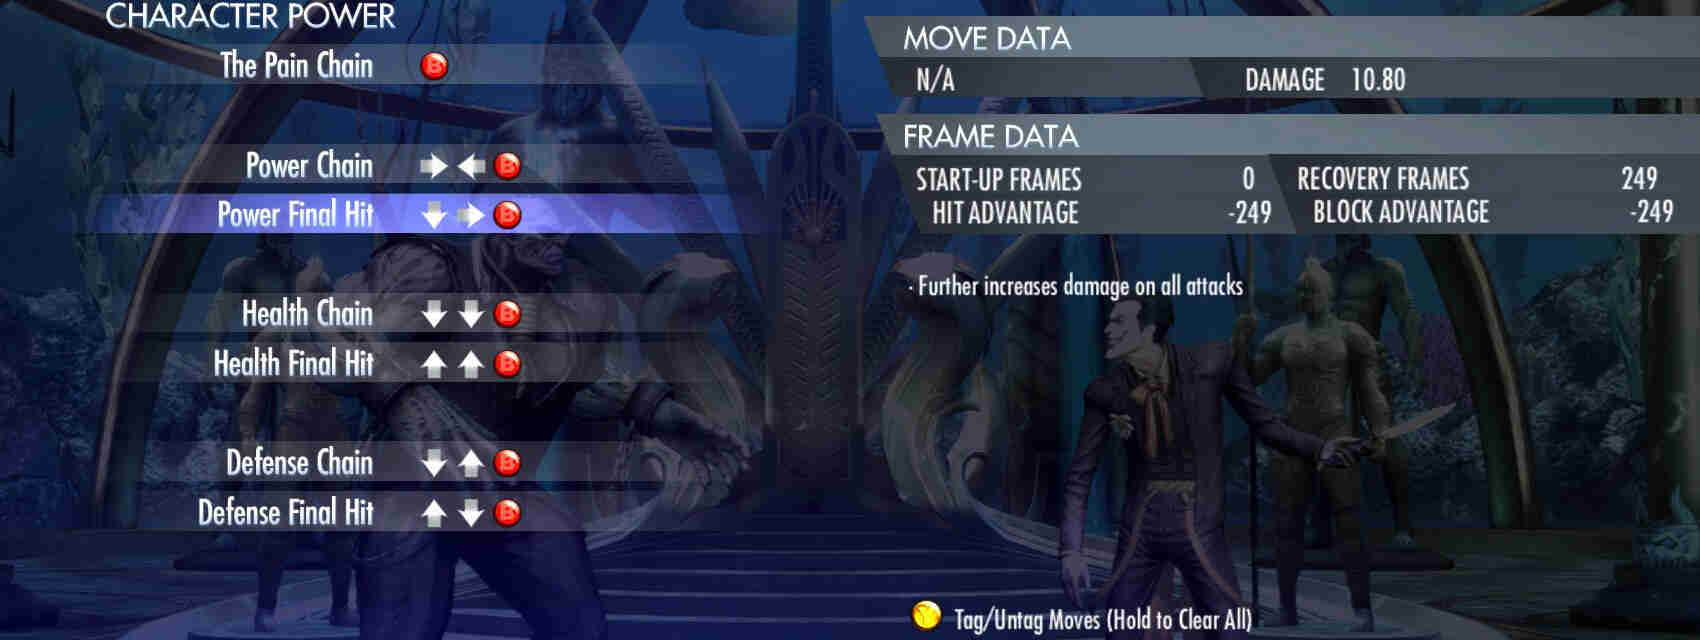 CHARACTER POWER
The Pain Chain B
Power Chain B
Power Final Hit B
Health Chain B
Health Final Hit B
Defense Chain B
Defense Final Hit B
MOVE DATA
N/A DAMAGE 10.80
FRAME DATA
START-UP FRAMES 0 RECOVERY FRAMES 249
HIT ADVANTAGE -249 BLOCK ADVANTAGE -249
· Further increases damage on all attacks
Y Tag/Untag Moves (Hold to Clear All)